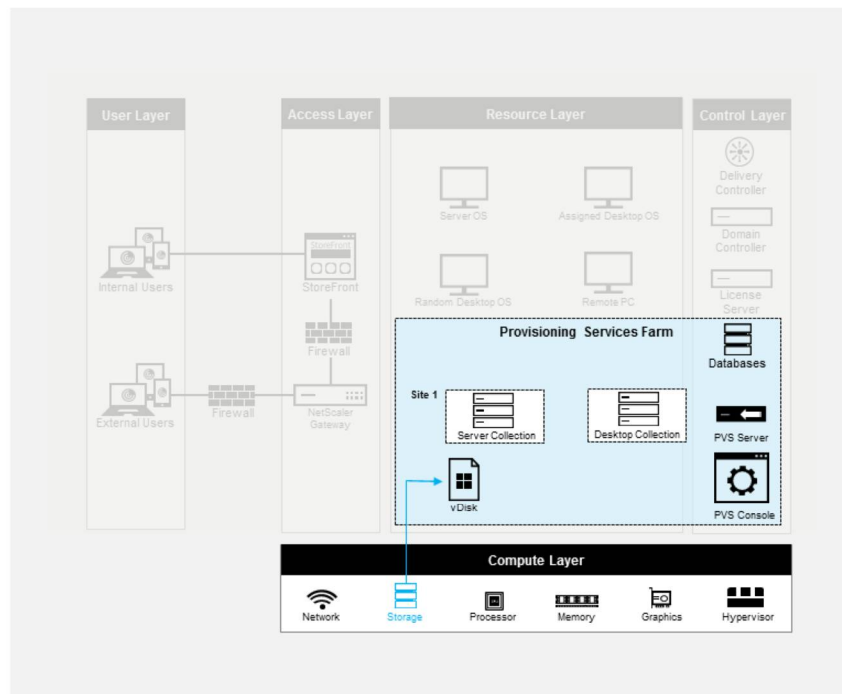 User Layer
Access Layer
Resource Layer
Control Layer
Delivery
Controller
Server OS
Assigned Desktop OS
Domain
Controller
StoreFront
Internal Users
StoreFront
Random Desktop OS
Remote PC
License
Server
Provisioning Services Farm
Firewall
Databases
Site 1
External Users
Firewall
NetScaler
Gateway
Server Collection
Desktop Collection
PVS Server
vDisk
PVS Console
Compute Layer
Network
Storage
Processor
Memory
Graphics
Hypervisor